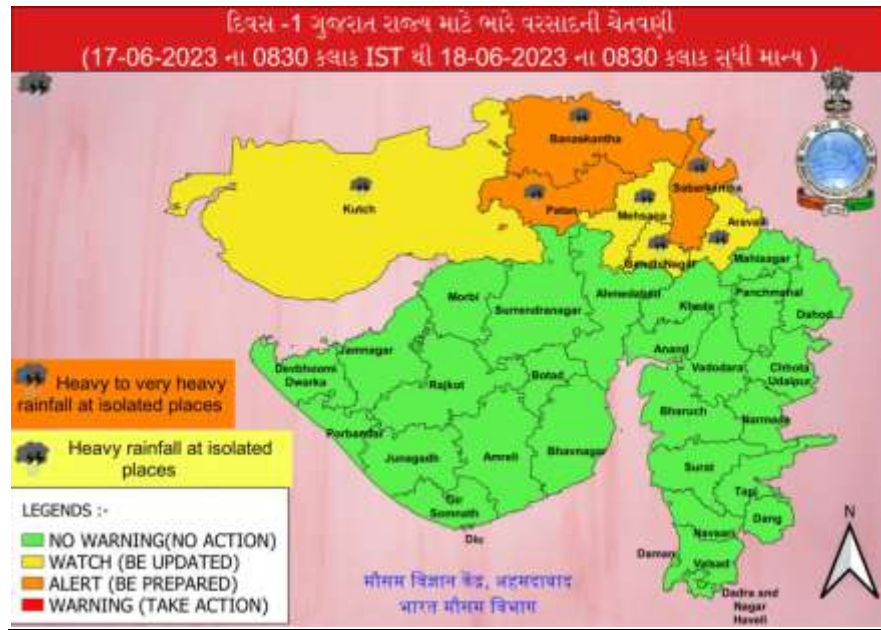 દિવસ -1 ગુજરાત રાજ્ય માટે ભારે વરસાદની ચેતવણી
(17-06-2023 ના 0830 કલાક IST થી 18-06-2023 ના 0830 કલાક સુધી માન્ય )
Banaskantha
Sabarkantha
Kutch
Patan
Mehsana
Aravalli
GandhiNagar
Mahisagar
Morbi
Surrendranagar
Ahmedabad
Kheda
Panchmahal
Dahod
Jamnagar
Devbhoomi
Dwarka
Rajkot
Botad
Anand
Vadodara
Chhota
Udaipur
Heavy to very heavy
rainfall at isolated places
Porbandar
Junagadh
Amreli
Bhavnagar
Bharuch
Narmada
Heavy rainfall at isolated
places
Surat
Tapi
Gir
Somnath
Dang
Diu
Navsari
Daman
Valsad
Dadra and
Nagar
Haveli
LEGENDS :-
NO WARNING(NO ACTION)
WATCH (BE UPDATED)
ALERT (BE PREPARED)
WARNING (TAKE ACTION)
मौसम विज्ञान केंद्र, अहमदाबाद
भारत मौसम विभाग
N